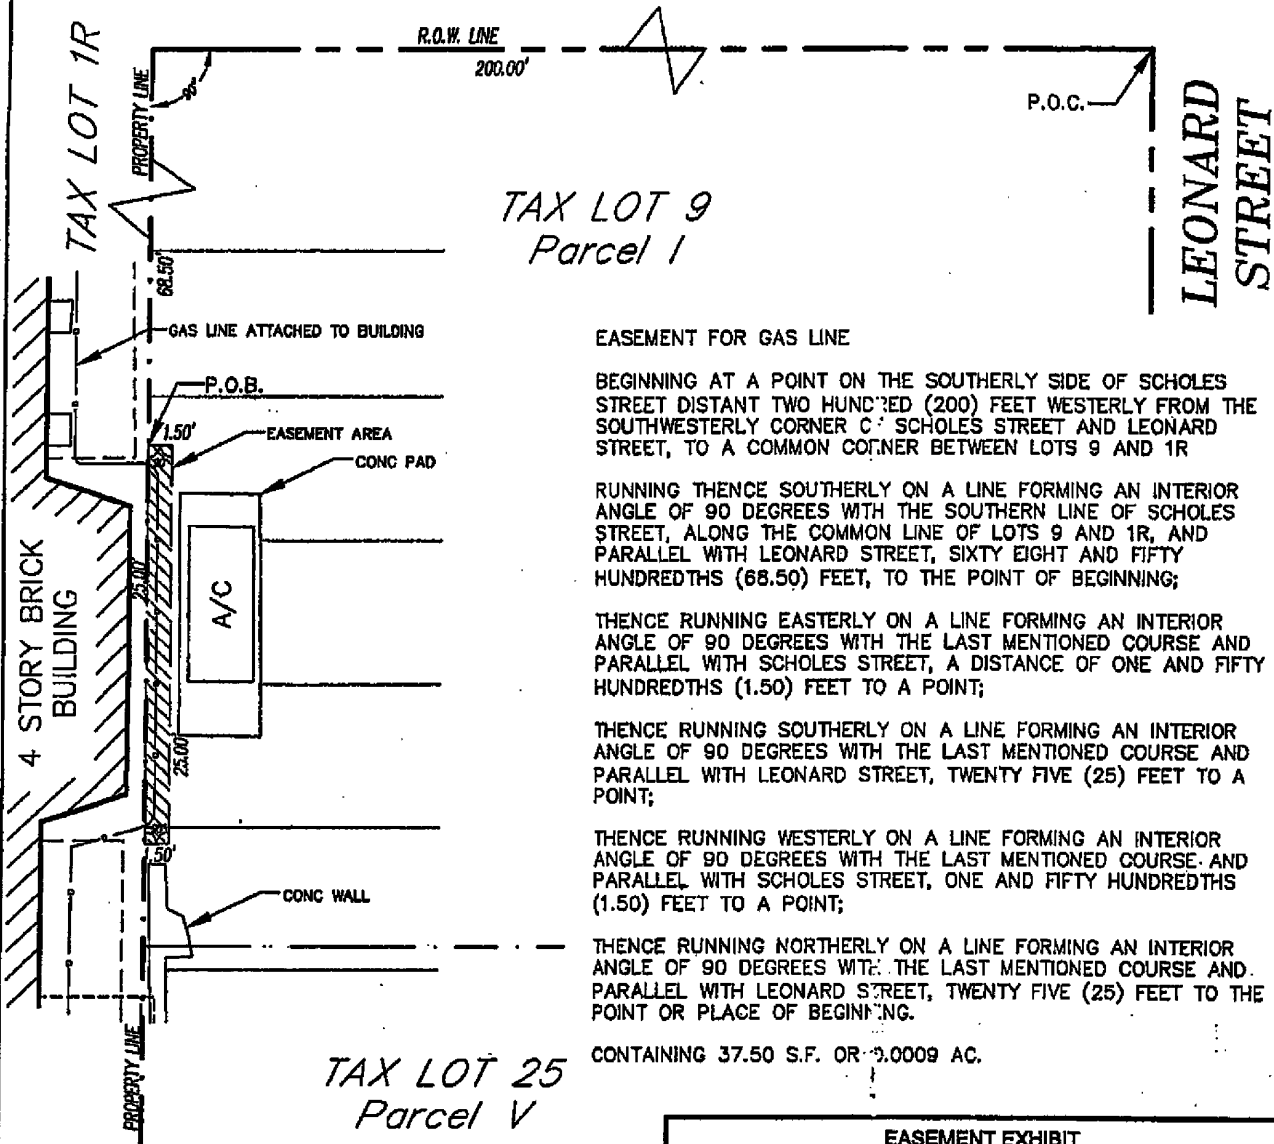 R.O.W. LINE
200.00'
P.O.C.
LEONARD
STREET
TAX LOT 1R
PROPERTY LINE
90°
TAX LOT 9
Parcel I
68.50'
GAS LINE ATTACHED TO BUILDING
P.O.B.
1.50'
EASEMENT AREA
CONC PAD
4 STORY BRICK
BUILDING
25.00'
A/C
25.00'
.50'
CONC WALL
PROPERTY LINE
TAX LOT 25
Parcel V
EASEMENT FOR GAS LINE
BEGINNING AT A POINT ON THE SOUTHERLY SIDE OF SCHOLES
STREET DISTANT TWO HUNDRED (200) FEET WESTERLY FROM THE
SOUTHWESTERLY CORNER OF SCHOLES STREET AND LEONARD
STREET, TO A COMMON CORNER BETWEEN LOTS 9 AND 1R
RUNNING THENCE SOUTHERLY ON A LINE FORMING AN INTERIOR
ANGLE OF 90 DEGREES WITH THE SOUTHERN LINE OF SCHOLES
STREET, ALONG THE COMMON LINE OF LOTS 9 AND 1R, AND
PARALLEL WITH LEONARD STREET, SIXTY EIGHT AND FIFTY
HUNDREDTHS (68.50) FEET, TO THE POINT OF BEGINNING;
THENCE RUNNING EASTERLY ON A LINE FORMING AN INTERIOR
ANGLE OF 90 DEGREES WITH THE LAST MENTIONED COURSE AND
PARALLEL WITH SCHOLES STREET, A DISTANCE OF ONE AND FIFTY
HUNDREDTHS (1.50) FEET TO A POINT;
THENCE RUNNING SOUTHERLY ON A LINE FORMING AN INTERIOR
ANGLE OF 90 DEGREES WITH THE LAST MENTIONED COURSE AND
PARALLEL WITH LEONARD STREET, TWENTY FIVE (25) FEET TO A
POINT;
THENCE RUNNING WESTERLY ON A LINE FORMING AN INTERIOR
ANGLE OF 90 DEGREES WITH THE LAST MENTIONED COURSE AND
PARALLEL WITH SCHOLES STREET, ONE AND FIFTY HUNDREDTHS
(1.50) FEET TO A POINT;
THENCE RUNNING NORTHERLY ON A LINE FORMING AN INTERIOR
ANGLE OF 90 DEGREES WITH THE LAST MENTIONED COURSE AND
PARALLEL WITH LEONARD STREET, TWENTY FIVE (25) FEET TO THE
POINT OR PLACE OF BEGINNING.
CONTAINING 37.50 S.F. OR 0.0009 AC.
EASEMENT EXHIBIT